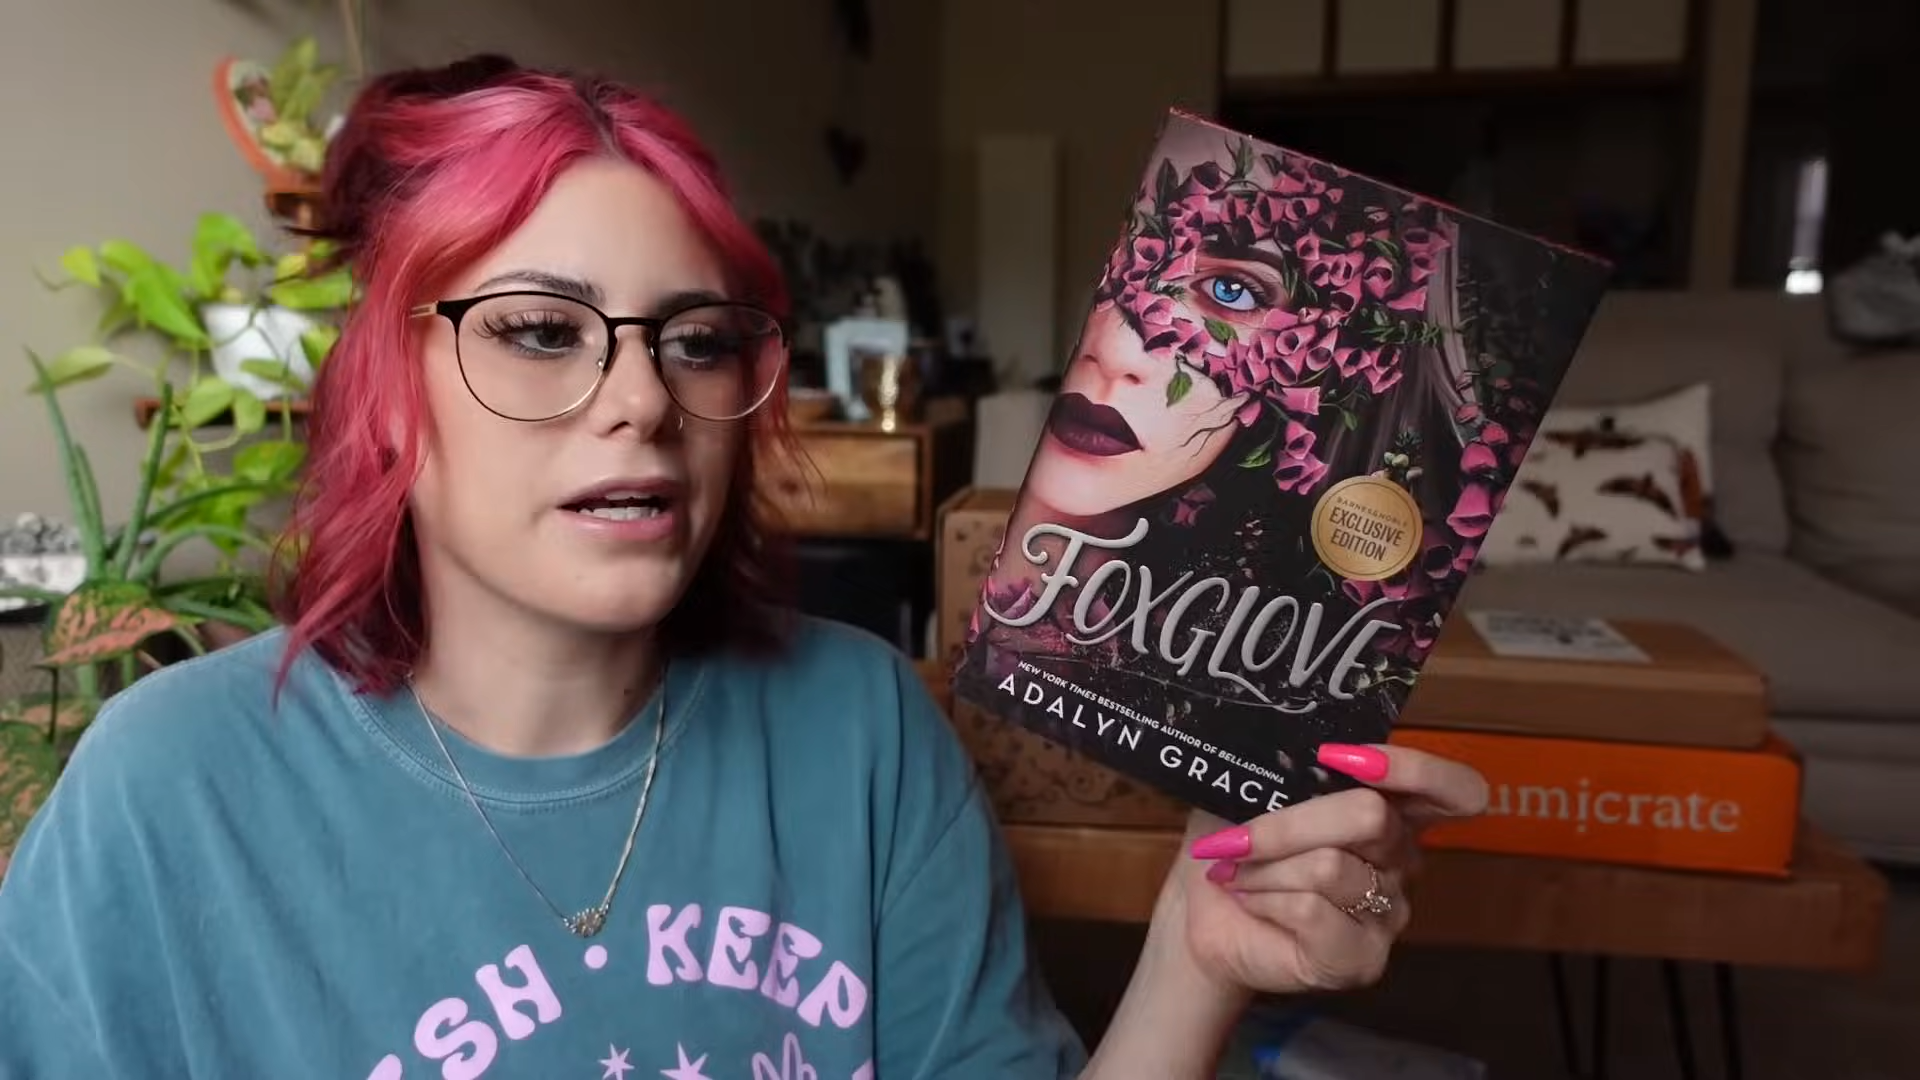 BARNES & NOBLE
EXCLUSIVE
EDITION
FOXGLOVE
NEW YORK TIMES BESTSELLING AUTHOR OF BELLADONNA
ADALYN GRACE
umicrate
SH · KEEP